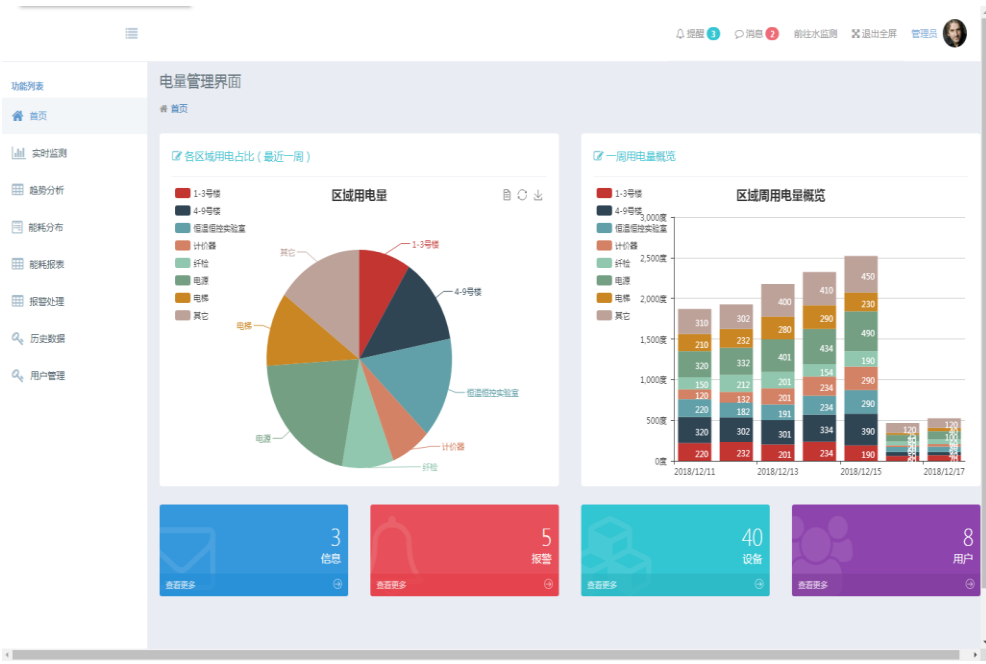 提醒 3 消息 2 前往水监测 退出全屏 管理员
功能列表
首页
实时监测
趋势分析
能耗分布
能耗报表
报警处理
历史数据
用户管理
电量管理界面
首页
各区域用电占比（最近一周）
区域用电量
1-3号楼
4-9号楼
恒温恒控实验室
计价器
纤检
电源
电梯
其它
其它
1-3号楼
4-9号楼
电梯
恒温恒控实验室
电源
计价器
纤检
一周用电量概览
区域周用电量概览
1-3号楼
4-9号楼
恒温恒控实验室
计价器
纤检
电源
电梯
其它
3,000度
2,500度
2,000度
1,500度
1,000度
500度
0度
310 302 400 410 450 120 120
210 232 280 290 230
320 332 401 434 490
150 212 201 154 190
120 132 201 234 290
220 182 191 234 290
320 302 301 334 390
220 232 201 234 190
2018/12/11 2018/12/13 2018/12/15 2018/12/17
3
信息
查看更多
5
报警
查看更多
40
设备
查看更多
8
用户
查看更多